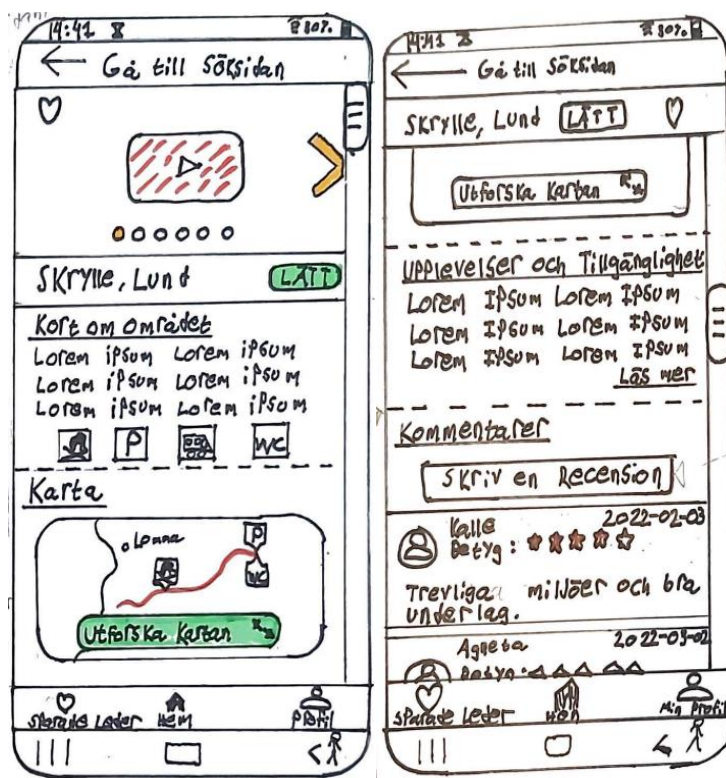 14:41
80%
Gå till Söksidan
Skrylle, Lund LÄTT
Kort om området
Lorem ipsum Lorem ipsum
Lorem ipsum Lorem ipsum
Lorem ipsum Lorem ipsum
P
WC
Karta
Lomma
P
WC
Utforska kartan
Sparade Leder
Hem
Profil
14:41
80%
Gå till Söksidan
Skrylle, Lund LÄTT
Utforska kartan
Upplevelser och Tillgänglighet
Lorem Ipsum Lorem Ipsum
Lorem Ipsum Lorem Ipsum
Lorem Ipsum Lorem Ipsum
Läs mer
Kommentarer
Skriv en Recension
Kalle 2022-02-03
Betyg:
Trevliga miljöer och bra
underlag.
Agneta
Betyg:
Sparade Leder
Hem
Min Profil